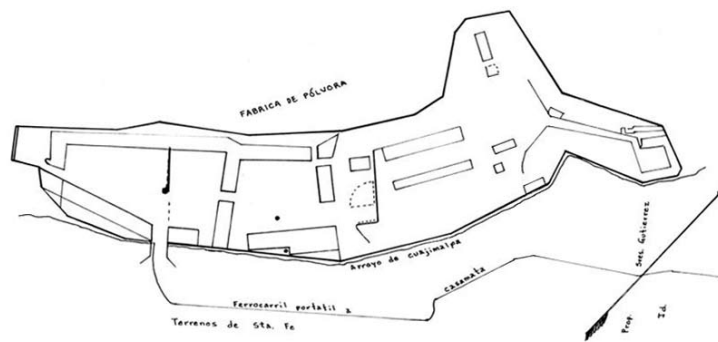 FABRICA DE PÓLVORA
Arroyo de cuajimalpa
casamata
Ferrocarril portatil a
Terrenos de Sta. Fe
Sres. Gutierrez
Prop. Id.